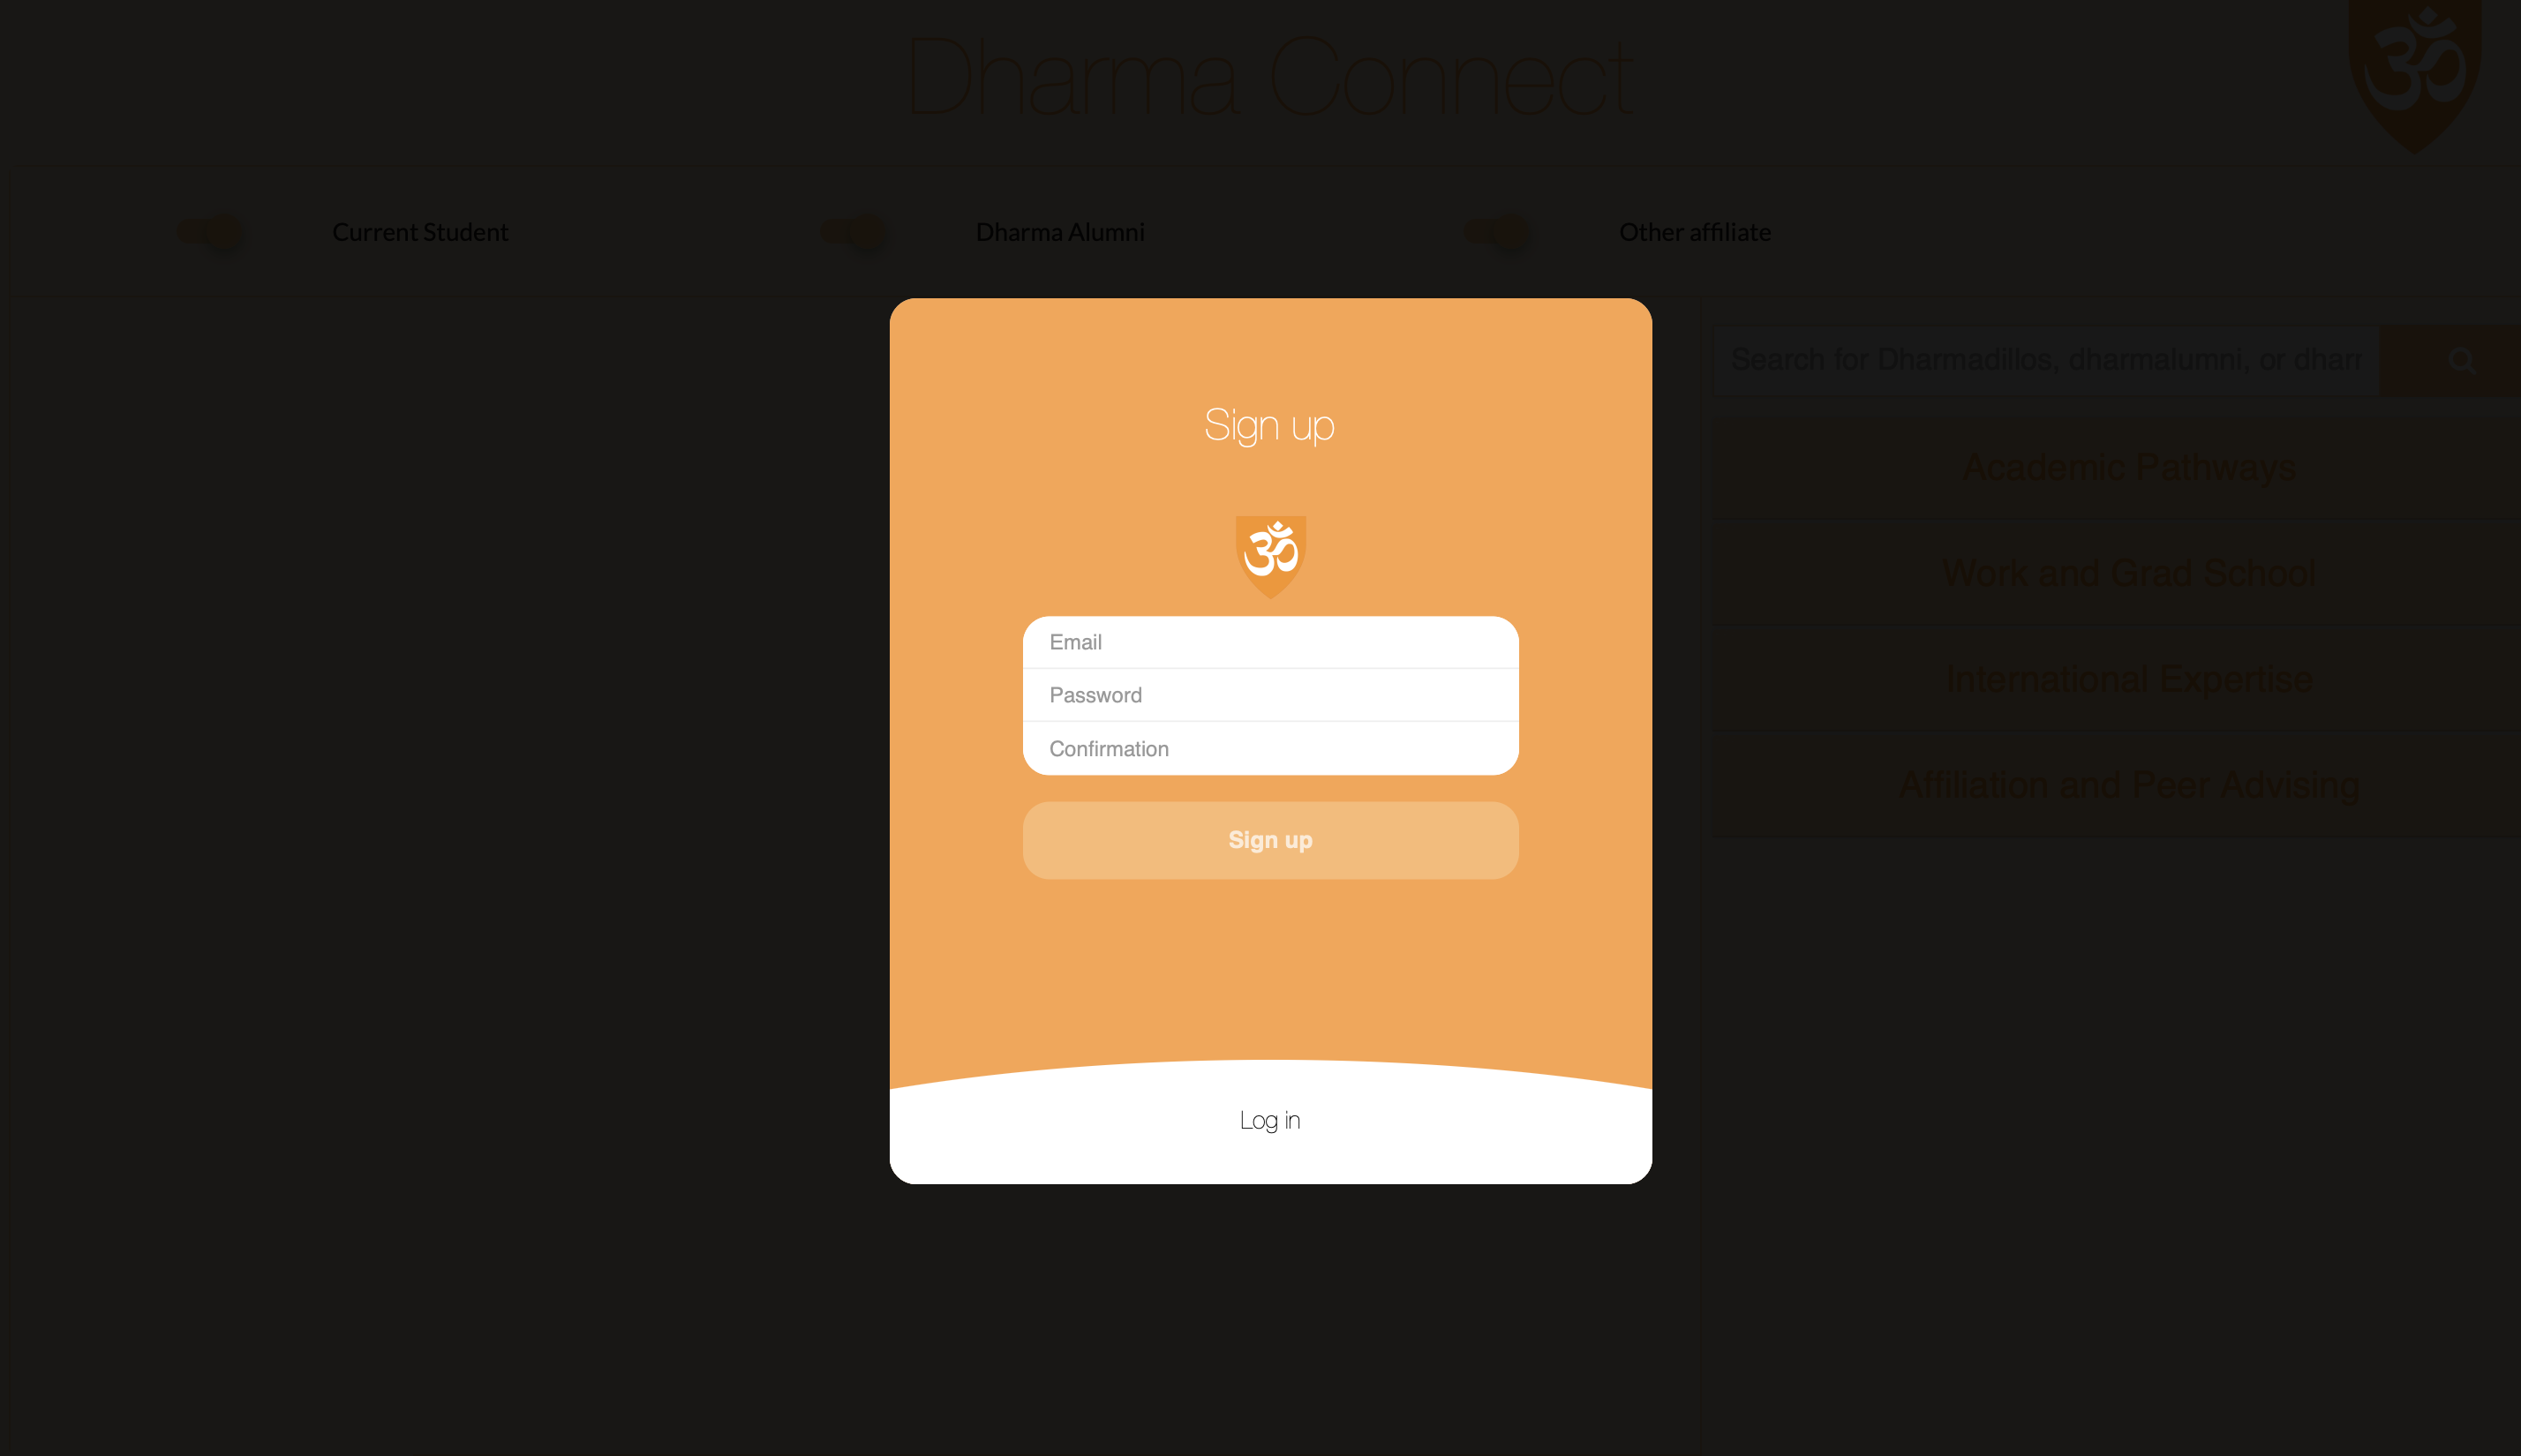 Dharma Connect
ॐ
Current Student
Dharma Alumni
Other affiliate
Search for Dharmadillos, dharmalumni, or dharr
Academic Pathways
Work and Grad School
International Expertise
Affiliation and Peer Advising
Sign up
ॐ
Email
Password
Confirmation
Sign up
Log in